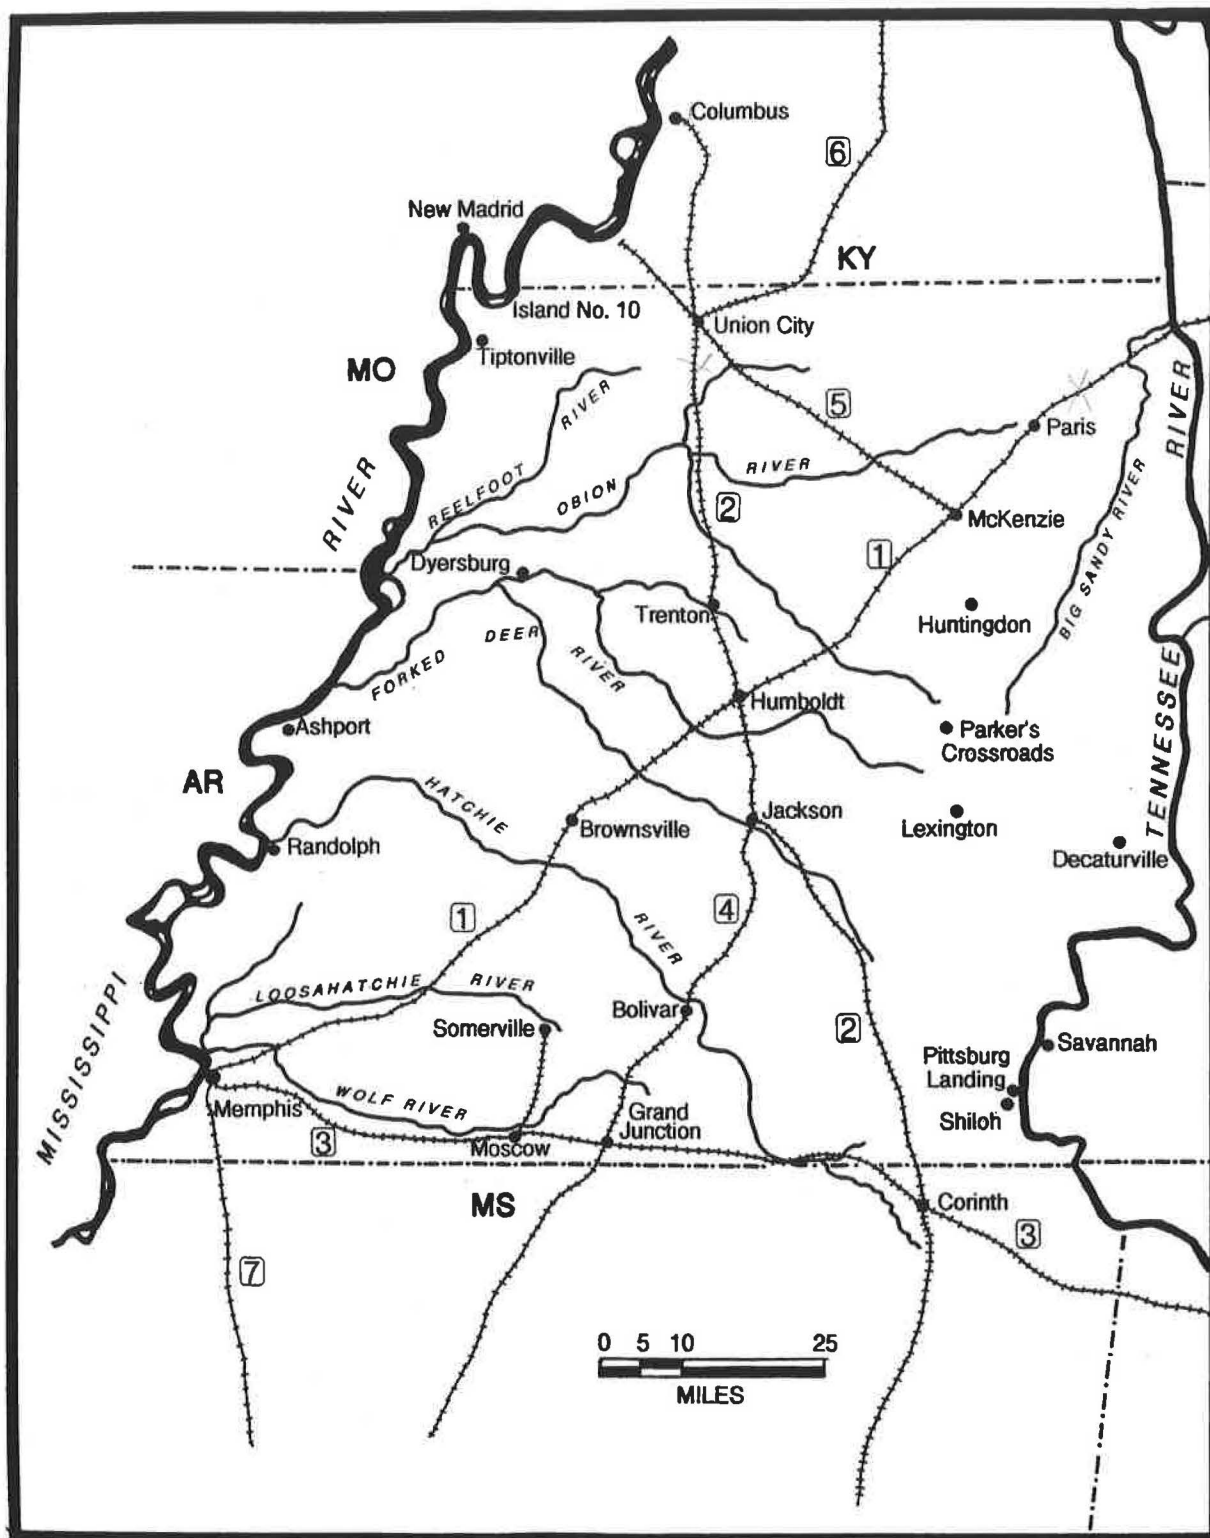 Columbus
6
New Madrid
KY
Island No. 10
Union City
MO
Tiptonville
RIVER
5
RIVER
Paris
REELFOOT
OBION
RIVER
RIVER
2
McKenzie
1
BIG SANDY RIVER
Dyersburg
Trenton
Huntingdon
DEER
RIVER
FORKED
Humboldt
Ashport
Parker's
Crossroads
TENNESSEE
RIVER
AR
HATCHIE
Jackson
Brownsville
Lexington
Randolph
Decaturville
1
4
RIVER
LOOSAHATCHIE
RIVER
MISSISSIPPI
Bolivar
Somerville
2
Savannah
Pittsburg
Landing
Shiloh
WOLF RIVER
Memphis
Grand
Junction
3
Moscow
MS
Corinth
3
7
0 5 10 25
MILES